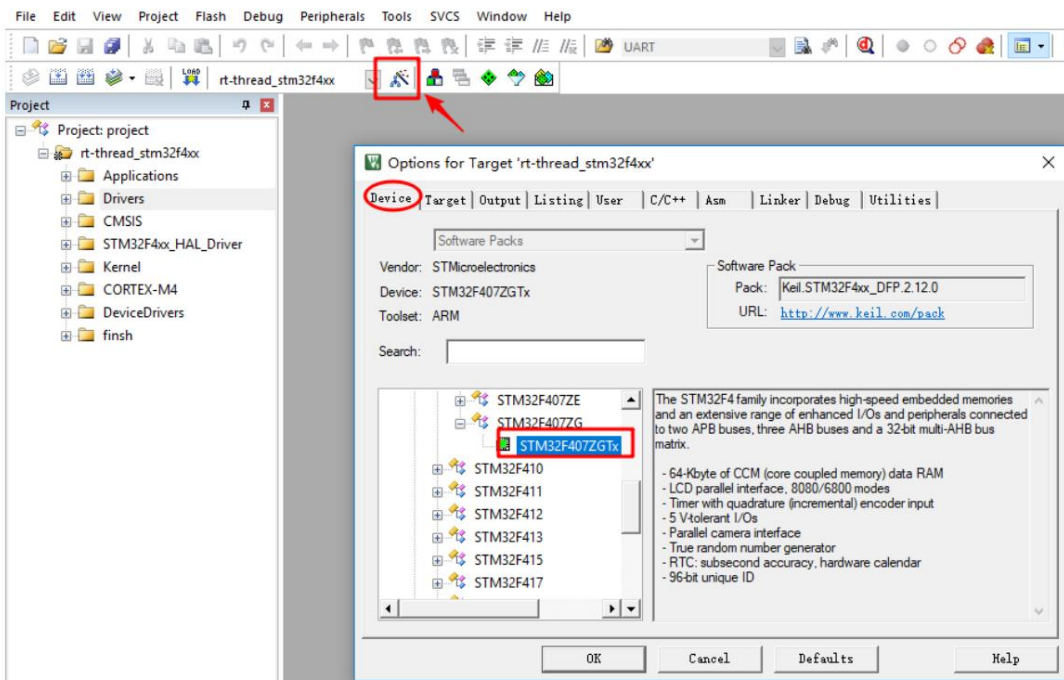 File Edit View Project Flash Debug Peripherals Tools SVCS Window Help
UART
LOAD rt-thread_stm32f4xx
Project
Project: project
rt-thread_stm32f4xx
Applications
Drivers
CMSIS
STM32F4xx_HAL_Driver
Kernel
CORTEX-M4
DeviceDrivers
finsh
Options for Target 'rt-thread_stm32f4xx'
Device Target Output Listing User C/C++ Asm Linker Debug Utilities
Software Packs
Vendor: STMicroelectronics
Device: STM32F407ZGTx
Toolset: ARM
Search:
Software Pack
Pack: Keil.STM32F4xx_DFP.2.12.0
URL: http://www.keil.com/pack
STM32F407ZE
STM32F407ZG
STM32F407ZGTx
STM32F410
STM32F411
STM32F412
STM32F413
STM32F415
STM32F417
The STM32F4 family incorporates high-speed embedded memories
and an extensive range of enhanced I/Os and peripherals connected
to two APB buses, three AHB buses and a 32-bit multi-AHB bus
matrix.
- 64-Kbyte of CCM (core coupled memory) data RAM
- LCD parallel interface, 8080/6800 modes
- Timer with quadrature (incremental) encoder input
- 5 V-tolerant I/Os
- Parallel camera interface
- True random number generator
- RTC: subsecond accuracy, hardware calendar
- 96-bit unique ID
OK Cancel Defaults Help